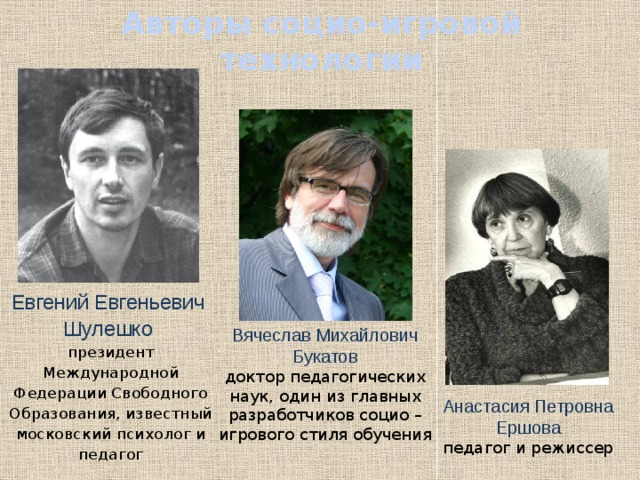 Авторы социо-игровой
технологии
Евгений Евгеньевич
Шулешко
президент
Международной
Федерации Свободного
Образования, известный
московский психолог и
педагог
Вячеслав Михайлович
Букатов
доктор педагогических
наук, один из главных
разработчиков социо –
игрового стиля обучения
Анастасия Петровна
Ершова
педагог и режиссер